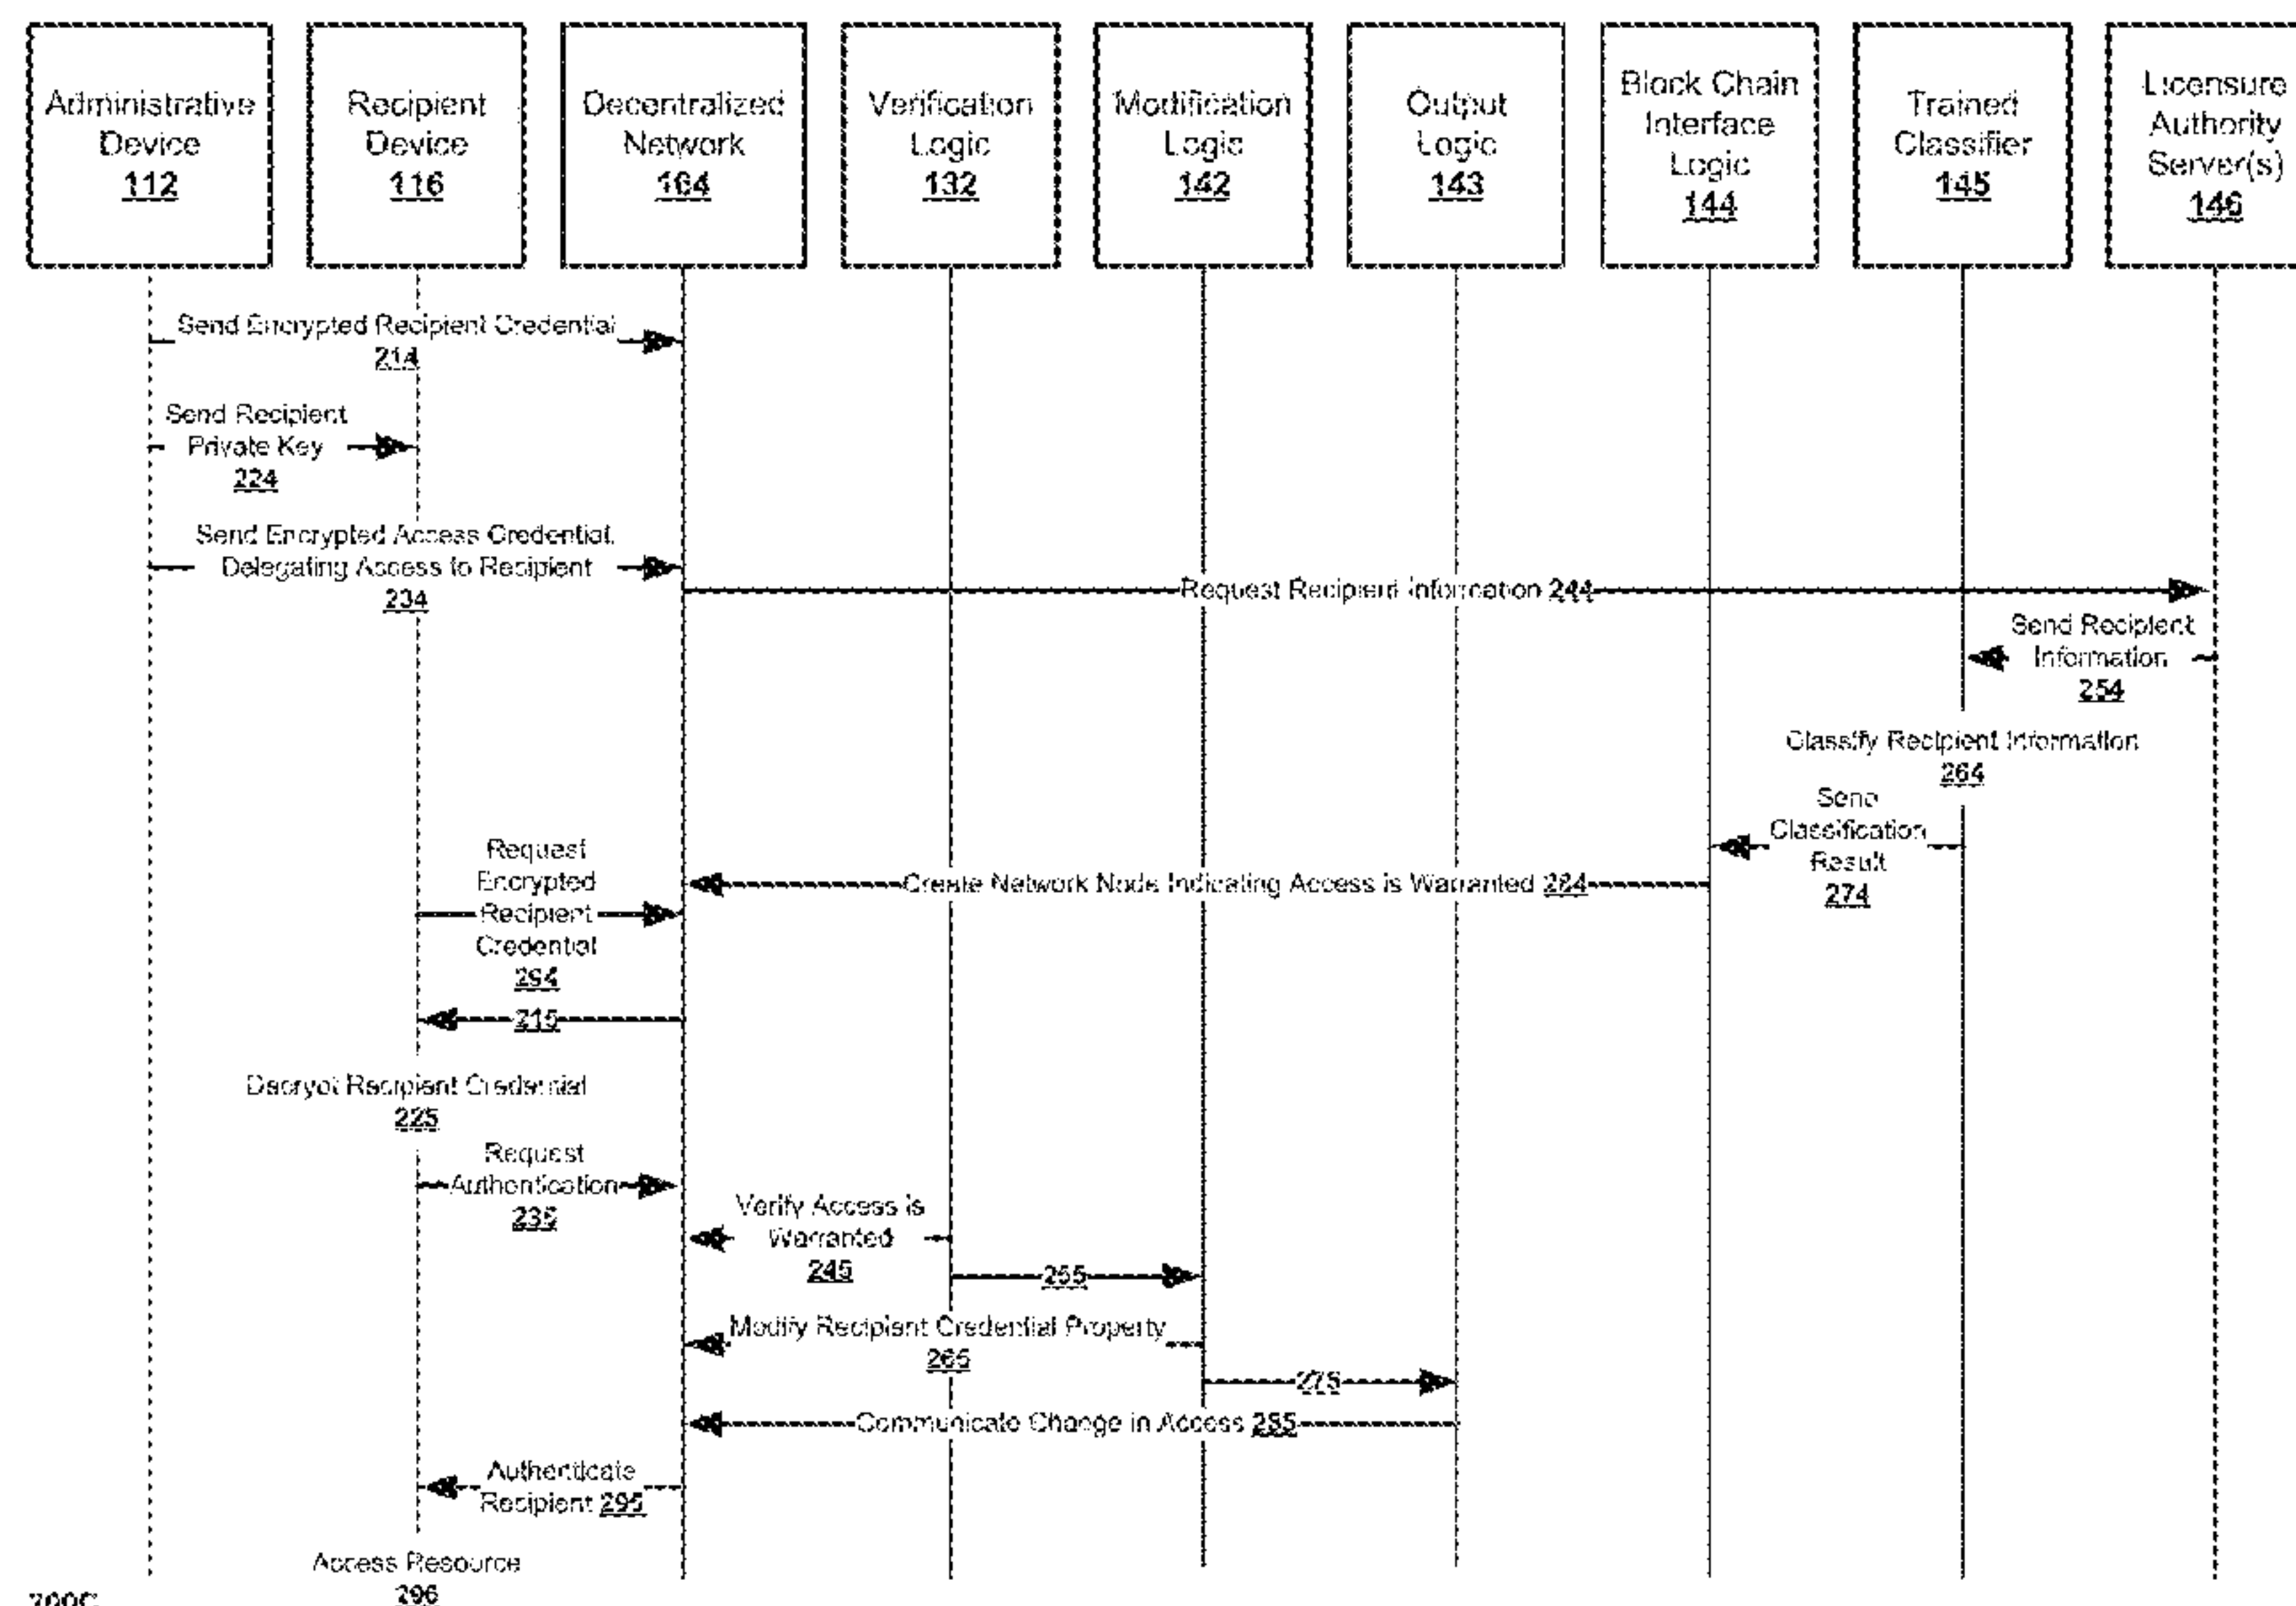 Administrative
Device
112
Recipient
Device
116
Decentralized
Network
104
Verification
Logic
132
Modification
Logic
142
Output
Logic
143
Block Chain
Interface
Logic
144
Trained
Classifier
145
Licensure
Authority
Server(s)
146
Send Encrypted Recipient Credential
214
Send Recipient
Private Key
224
Send Encrypted Access Credential,
Delegating Access to Recipient
234
Request Recipient Information 244
Send Recipient
Information
254
Classify Recipient Information
264
Send
Classification
Result
274
Create Network Node Indicating Access is Warranted 284
Request
Encrypted
Recipient
Credential
294
215
Decrypt Recipient Credential
225
Request
Authentication
235
Verify Access is
Warranted
245
255
Modify Recipient Credential Property
265
275
Communicate Change in Access 285
Authenticate
Recipient 295
Access Resource
296